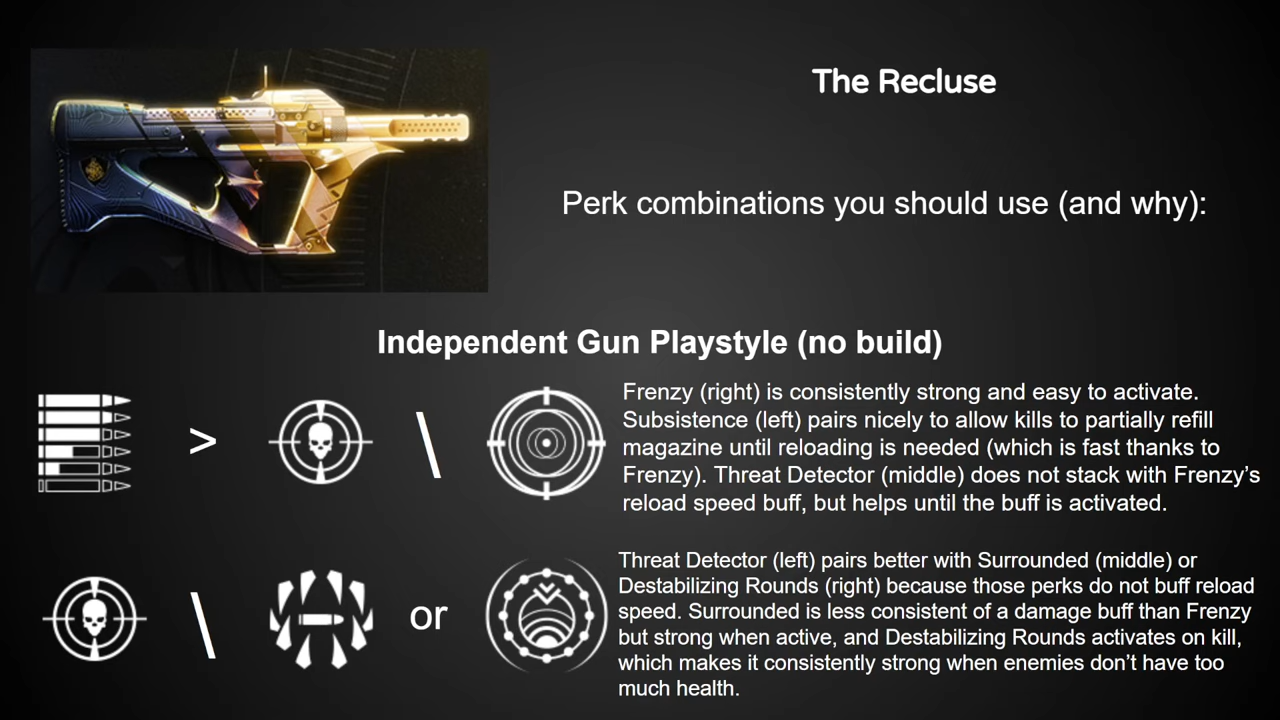 The Recluse
Perk combinations you should use (and why):
Independent Gun Playstyle (no build)
> \
Frenzy (right) is consistently strong and easy to activate.
Subsistence (left) pairs nicely to allow kills to partially refill
magazine until reloading is needed (which is fast thanks to
Frenzy). Threat Detector (middle) does not stack with Frenzy’s
reload speed buff, but helps until the buff is activated.
\ or
Threat Detector (left) pairs better with Surrounded (middle) or
Destabilizing Rounds (right) because those perks do not buff reload
speed. Surrounded is less consistent of a damage buff than Frenzy
but strong when active, and Destabilizing Rounds activates on kill,
which makes it consistently strong when enemies don’t have too
much health.